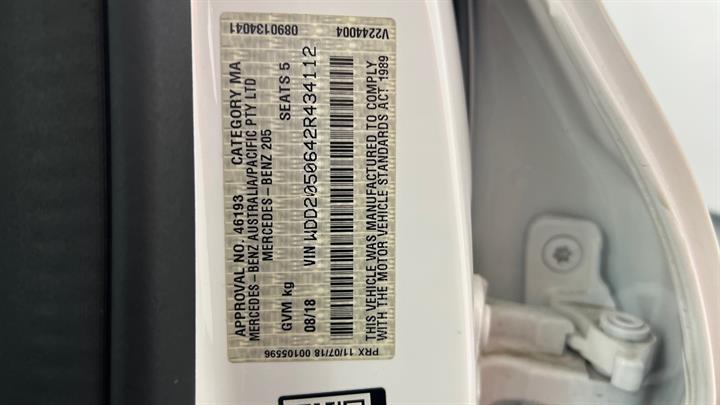 APPROVAL NO. 46193 CATEGORY MA
MERCEDES-BENZ AUSTRALIA/PACIFIC PTY LTD
MERCEDES-BENZ 205
GVM kg SEATS 5
08/18
VIN WDD2050642R434112
THIS VEHICLE WAS MANUFACTURED TO COMPLY
WITH THE MOTOR VEHICLE STANDARDS ACT 1989
0890134041 V2244004
PRX 11/07/18 00105596